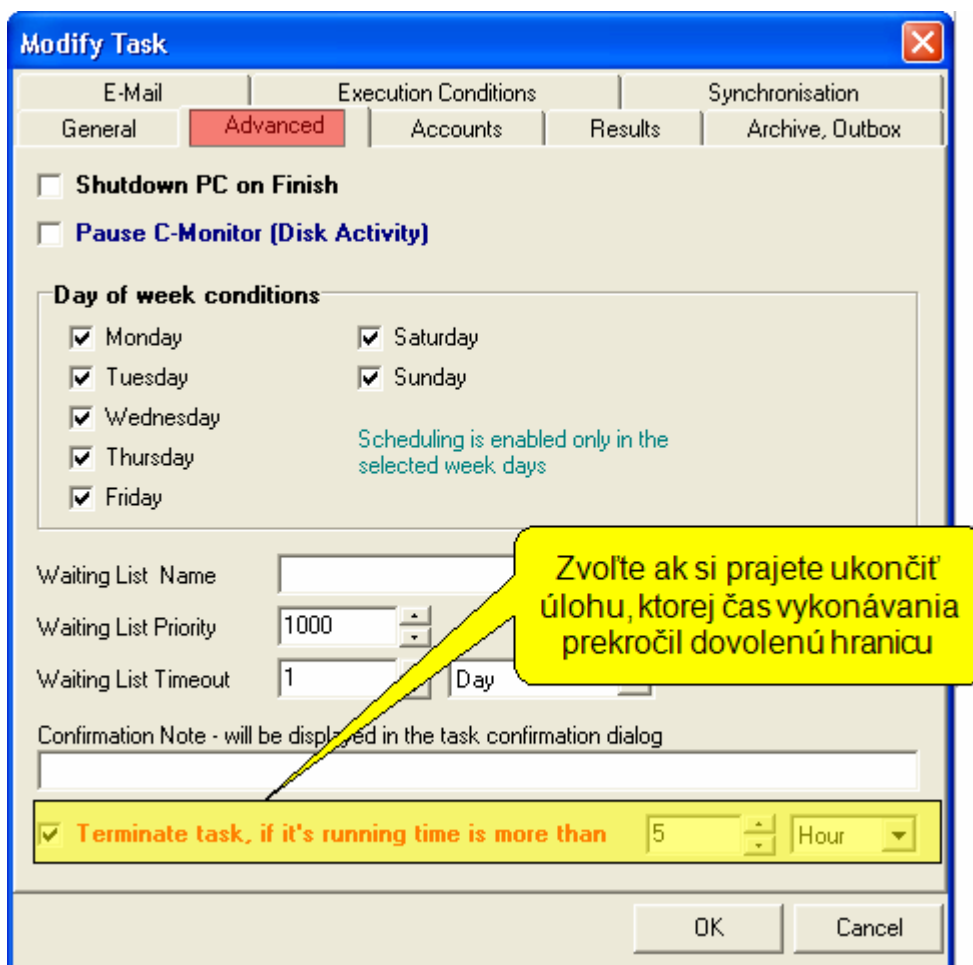 Modify Task
E-Mail Execution Conditions Synchronisation
General Advanced Accounts Results Archive, Outbox
Shutdown PC on Finish
Pause C-Monitor (Disk Activity)
Day of week conditions
Monday Saturday
Tuesday Sunday
Wednesday
Thursday
Friday
Scheduling is enabled only in the
selected week days
Zvoľte ak si prajete ukončiť
úlohu, ktorej čas vykonávania
prekročil dovolenú hranicu
Waiting List Name
Waiting List Priority 1000
Waiting List Timeout 1 Day
Confirmation Note - will be displayed in the task confirmation dialog
Terminate task, if it's running time is more than 5 Hour
OK Cancel